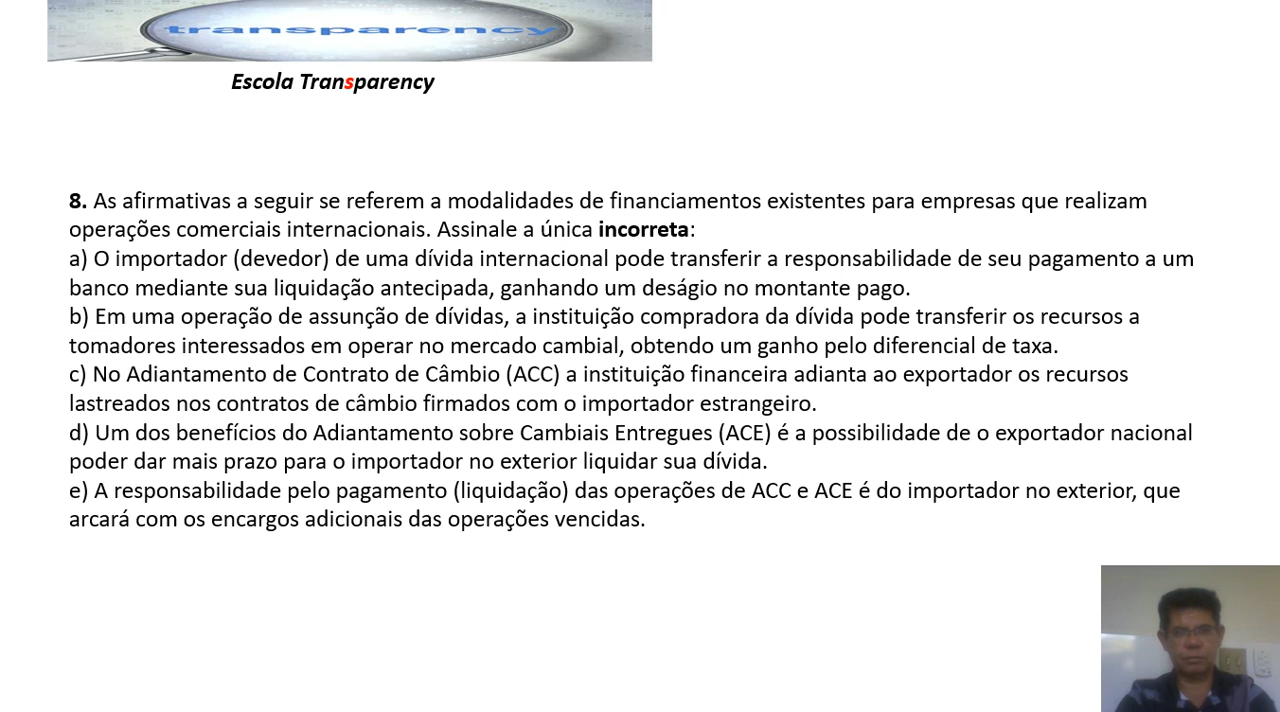 transparency
Escola Transparency
8. As afirmativas a seguir se referem a modalidades de financiamentos existentes para empresas que realizam
operações comerciais internacionais. Assinale a única incorreta:
a) O importador (devedor) de uma dívida internacional pode transferir a responsabilidade de seu pagamento a um
banco mediante sua liquidação antecipada, ganhando um deságio no montante pago.
b) Em uma operação de assunção de dívidas, a instituição compradora da dívida pode transferir os recursos a
tomadores interessados em operar no mercado cambial, obtendo um ganho pelo diferencial de taxa.
c) No Adiantamento de Contrato de Câmbio (ACC) a instituição financeira adianta ao exportador os recursos
lastreados nos contratos de câmbio firmados com o importador estrangeiro.
d) Um dos benefícios do Adiantamento sobre Cambiais Entregues (ACE) é a possibilidade de o exportador nacional
poder dar mais prazo para o importador no exterior liquidar sua dívida.
e) A responsabilidade pelo pagamento (liquidação) das operações de ACC e ACE é do importador no exterior, que
arcará com os encargos adicionais das operações vencidas.